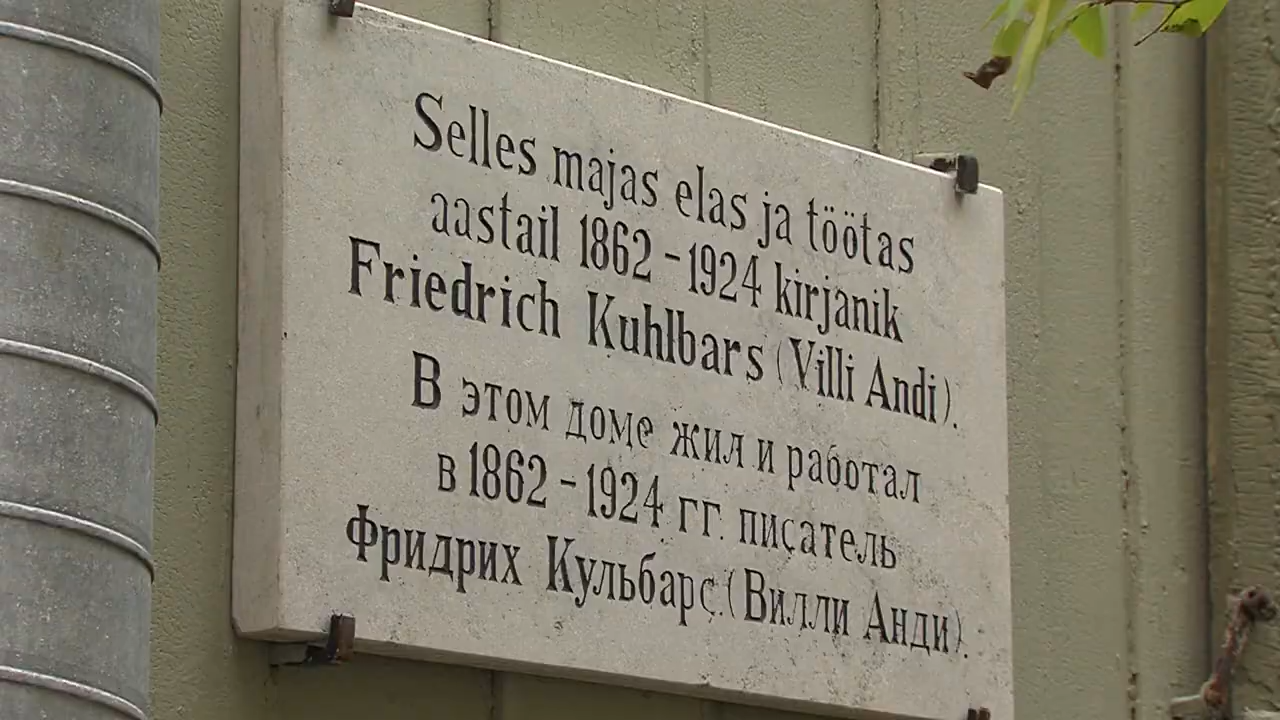 Selles majas elas ja töötas
aastail 1862-1924 kirjanik
Friedrich Kuhlbars (Villi Andi).
В этом доме жил и работал
в 1862-1924 гг. писатель
Фридрих Кульбарс (Вилли Анди).